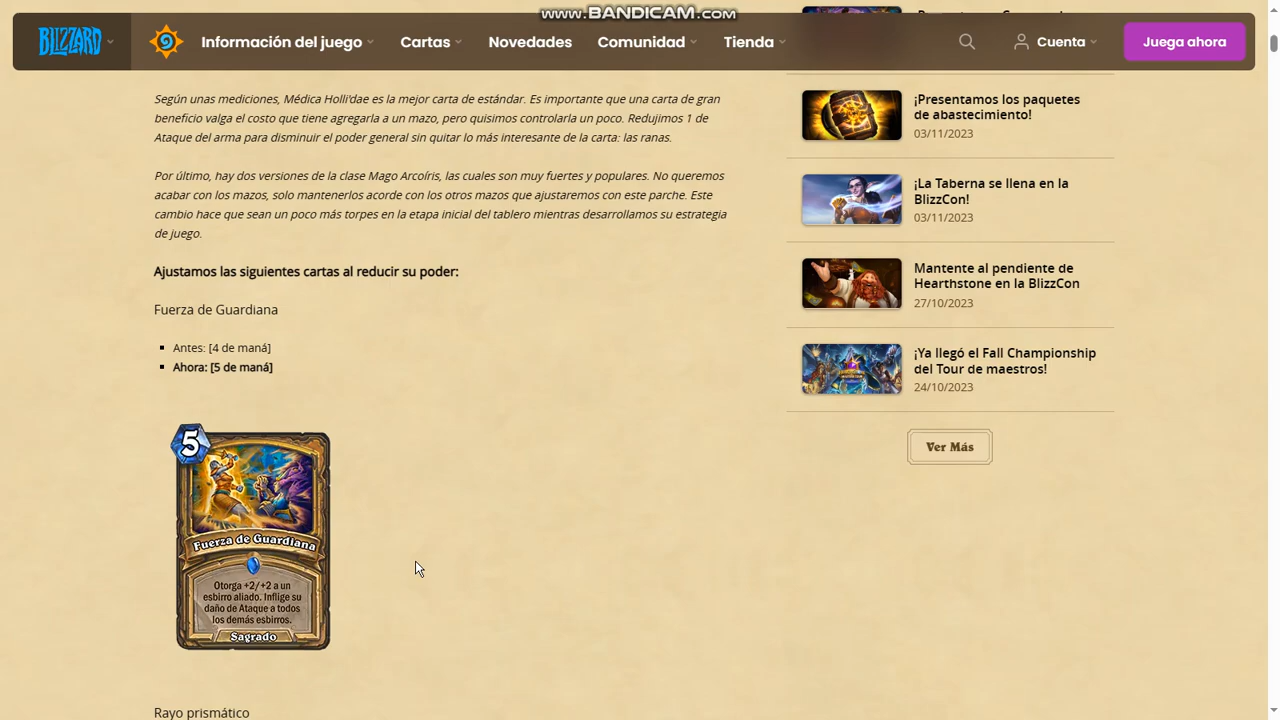 www.BANDICAM.com
BLIZZARD
Información del juego
Cartas
Novedades
Comunidad
Tienda
Cuenta
Juega ahora
Según unas mediciones, Médica Holli'dae es la mejor carta de estándar. Es importante que una carta de gran
beneficio valga el costo que tiene agregarla a un mazo, pero quisimos controlarla un poco. Redujimos 1 de
Ataque del arma para disminuir el poder general sin quitar lo más interesante de la carta: las ranas.
Por último, hay dos versiones de la clase Mago Arcoíris, las cuales son muy fuertes y populares. No queremos
acabar con los mazos, solo mantenerlos acorde con los otros mazos que ajustaremos con este parche. Este
cambio hace que sean un poco más torpes en la etapa inicial del tablero mientras desarrollamos su estrategia
de juego.
Ajustamos las siguientes cartas al reducir su poder:
Fuerza de Guardiana
Antes: [4 de maná]
Ahora: [5 de maná]
5
Fuerza de Guardiana
Otorga +2/+2 a un
esbirro aliado. Inflige su
daño de Ataque a todos
los demás esbirros.
Sagrado
Rayo prismático
¡Presentamos los paquetes
de abastecimiento!
03/11/2023
¡La Taberna se llena en la
BlizzCon!
03/11/2023
Mantente al pendiente de
Hearthstone en la BlizzCon
27/10/2023
¡Ya llegó el Fall Championship
del Tour de maestros!
24/10/2023
Ver Más